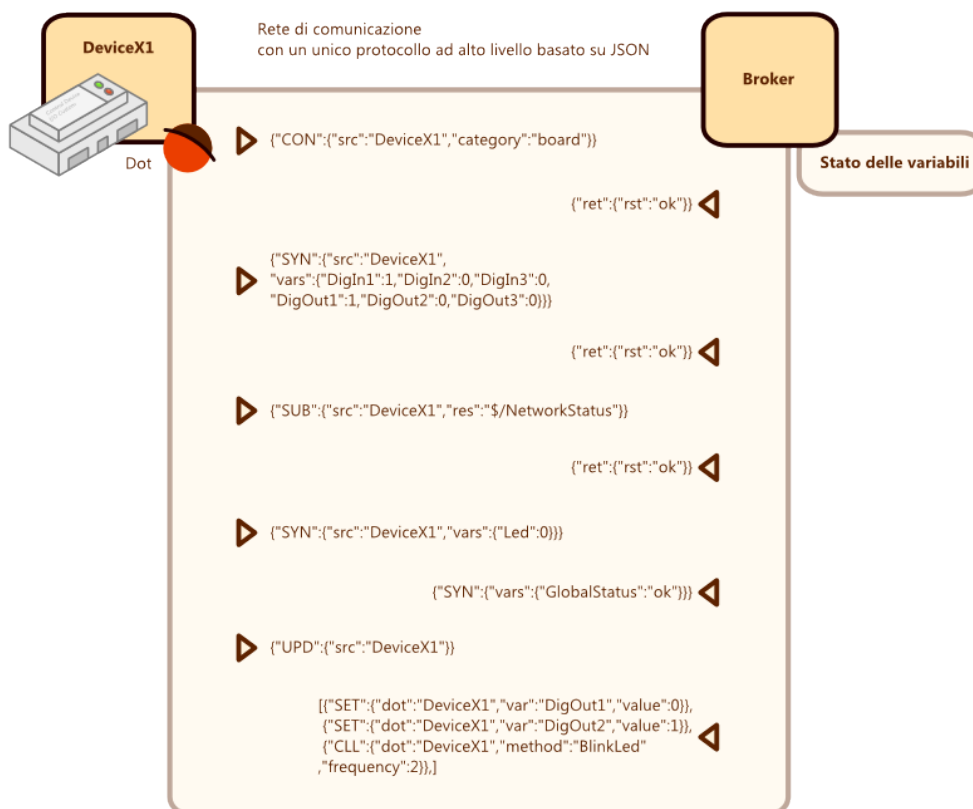 DeviceX1
Rete di comunicazione
con un unico protocollo ad alto livello basato su JSON
Broker
Dot
Stato delle variabili
{"CON":{"src":"DeviceX1","category":"board"}}
{"ret":{"rst":"ok"}}
{"SYN":{"src":"DeviceX1",
"vars":{"DigIn1":1,"DigIn2":0,"DigIn3":0,
"DigOut1":1,"DigOut2":0,"DigOut3":0}}}
{"ret":{"rst":"ok"}}
{"SUB":{"src":"DeviceX1","res":"$/NetworkStatus"}}
{"ret":{"rst":"ok"}}
{"SYN":{"src":"DeviceX1","vars":{"Led":0}}}
{"SYN":{"vars":{"GlobalStatus":"ok"}}}
{"UPD":{"src":"DeviceX1"}}
[{"SET":{"dot":"DeviceX1","var":"DigOut1","value":0}},
{"SET":{"dot":"DeviceX1","var":"DigOut2","value":1}},
{"CLL":{"dot":"DeviceX1","method":"BlinkLed"
,"frequency":2}},]